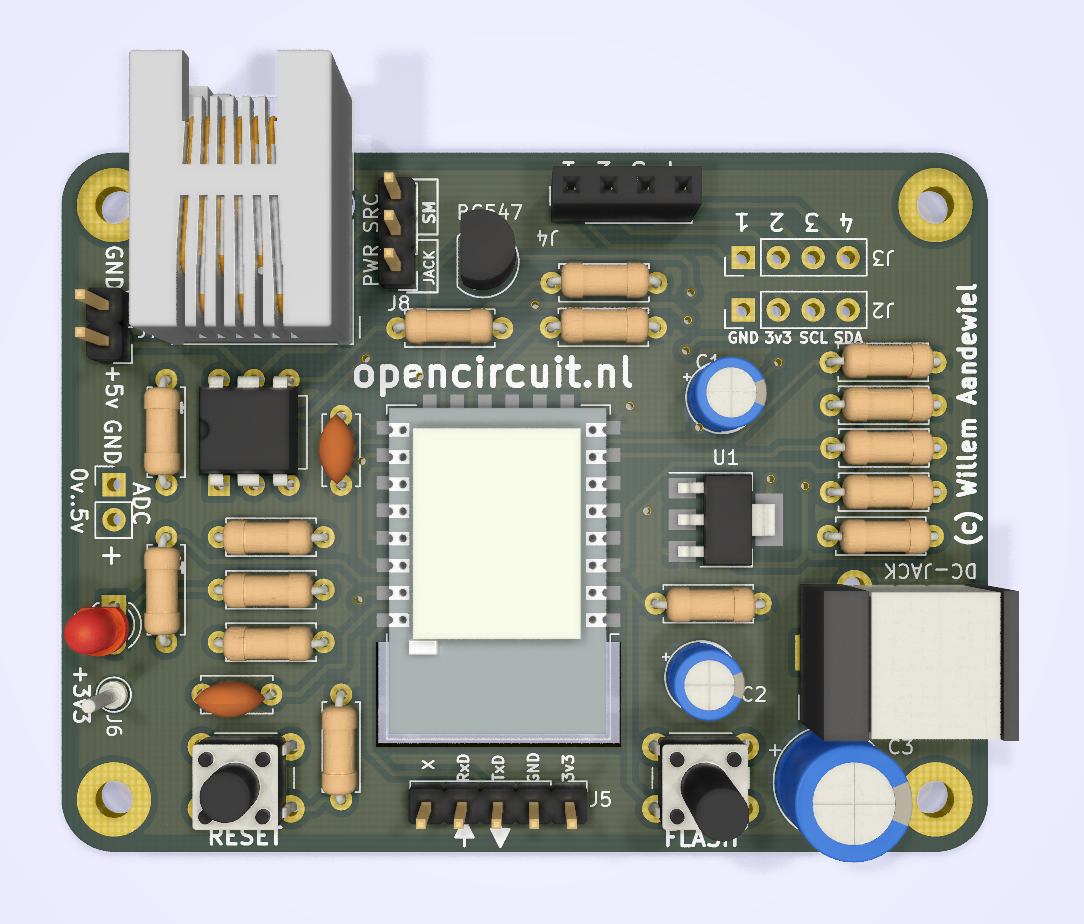 PWR SRC
SM
JACK
J8
BC547
J4
1 2 3 4
J3
J2
GND 3v3 SCL SDA
GND
+5v GND
opencircuit.nl
C1
U1
(c) Willem Aandewiel
0v..5v
ADC
+
DC-JACK
+3V3
J6
C2
C3
+
RESET
X RxD TxD GND 3v3
J5
FLASH